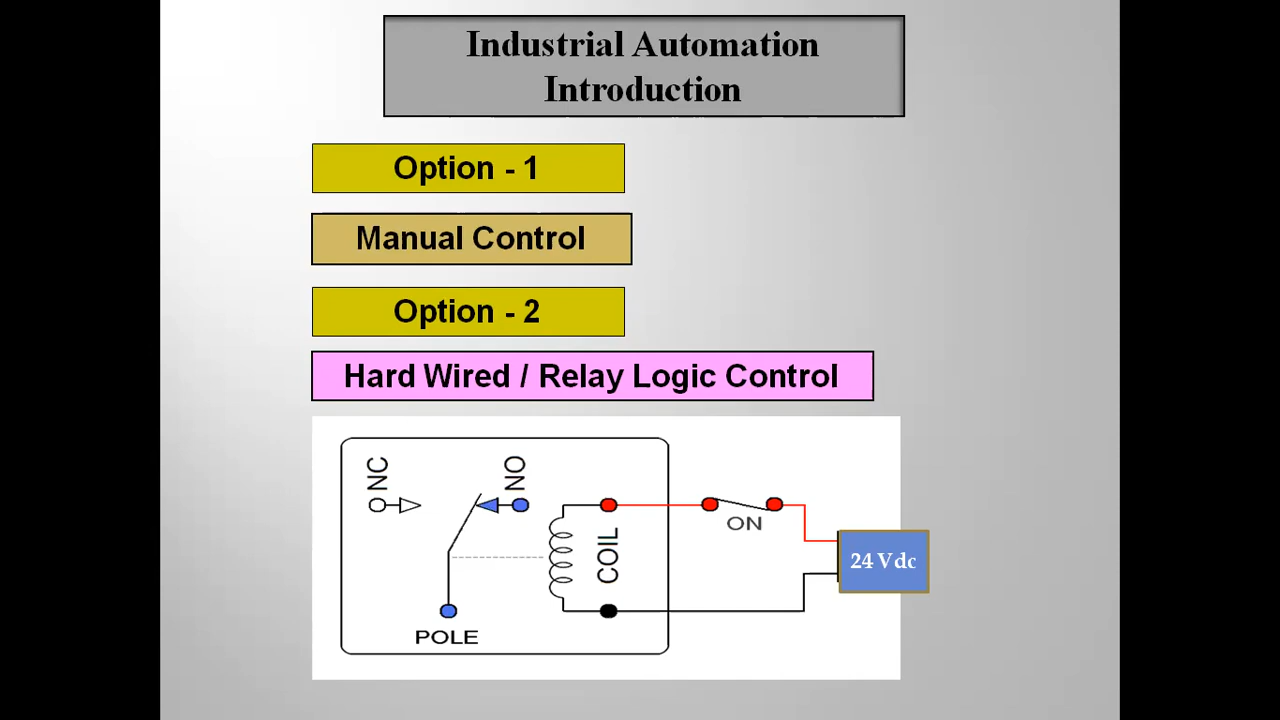 Industrial Automation
Introduction
Option - 1
Manual Control
Option - 2
Hard Wired / Relay Logic Control
NC
NO
COIL
ON
24 Vdc
POLE